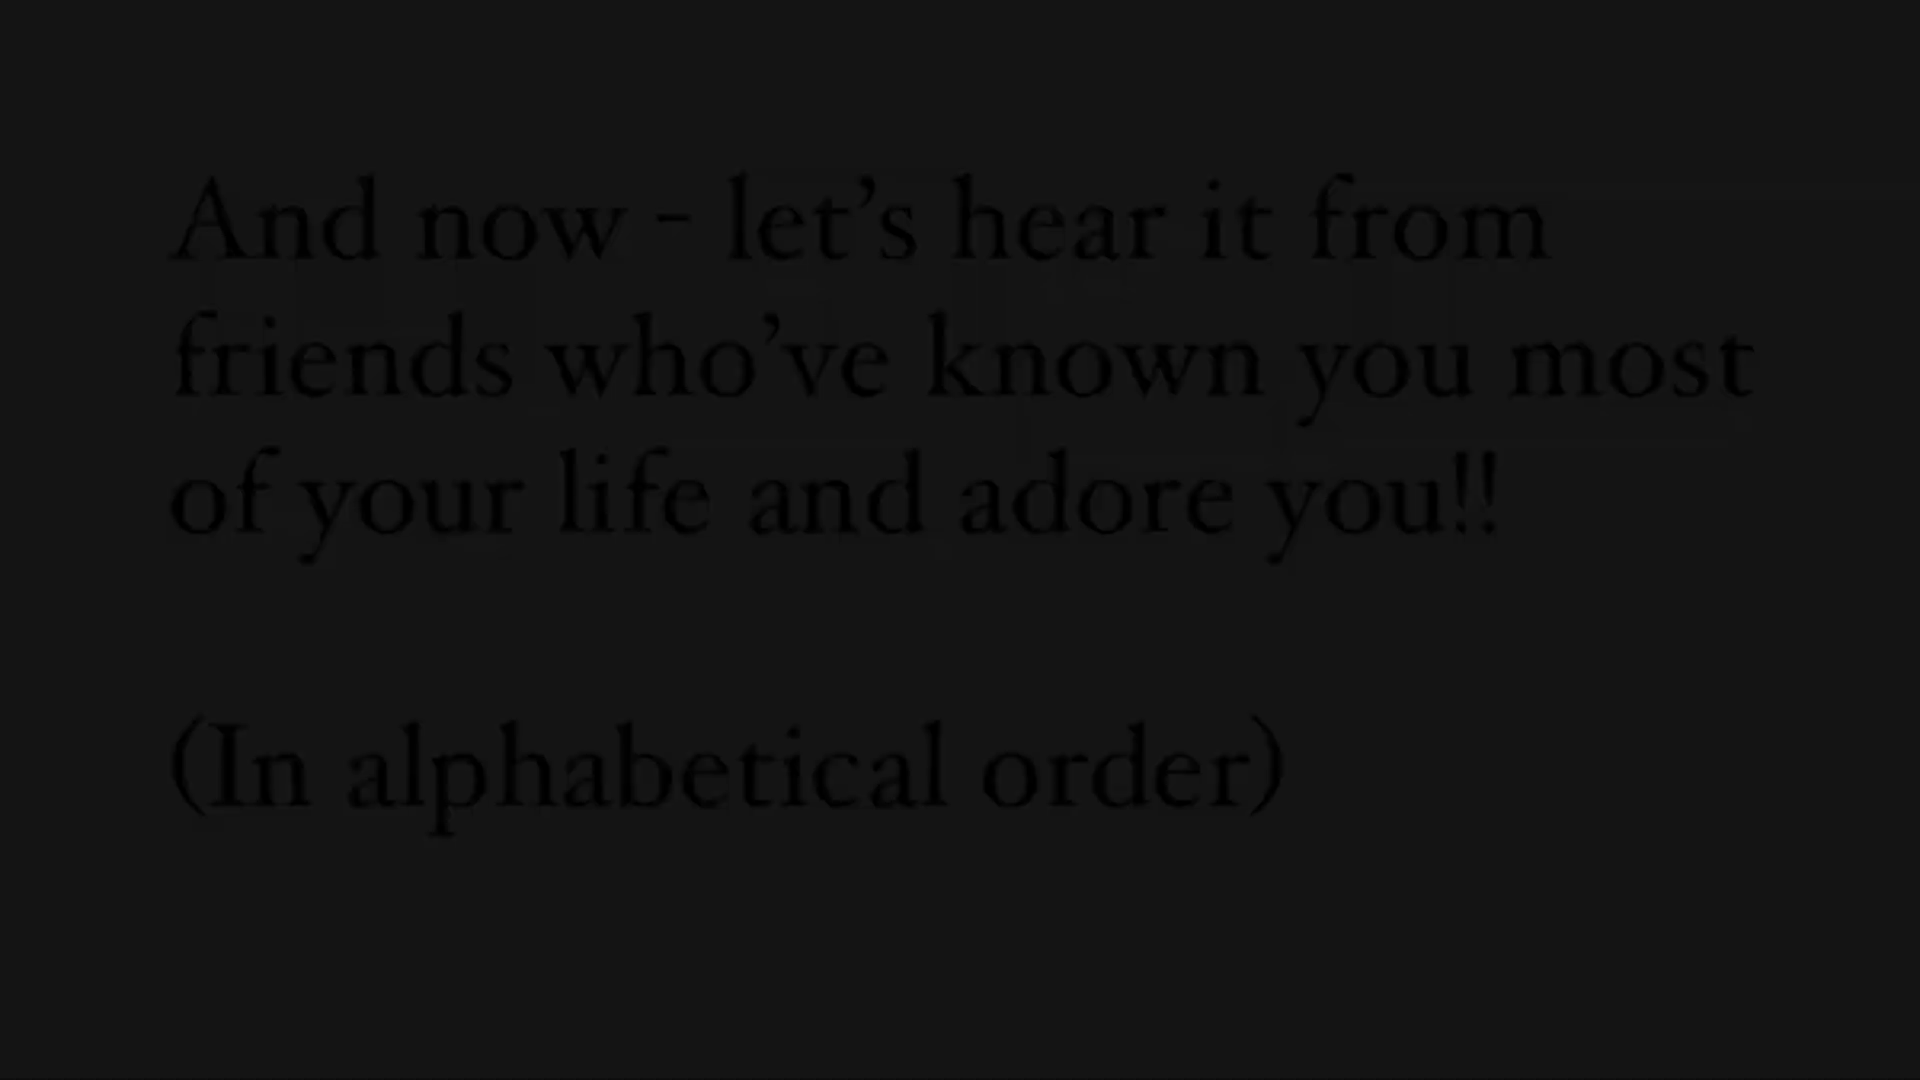 And now - let’s hear it from
friends who’ve known you most
of your life and adore you!!
(In alphabetical order)